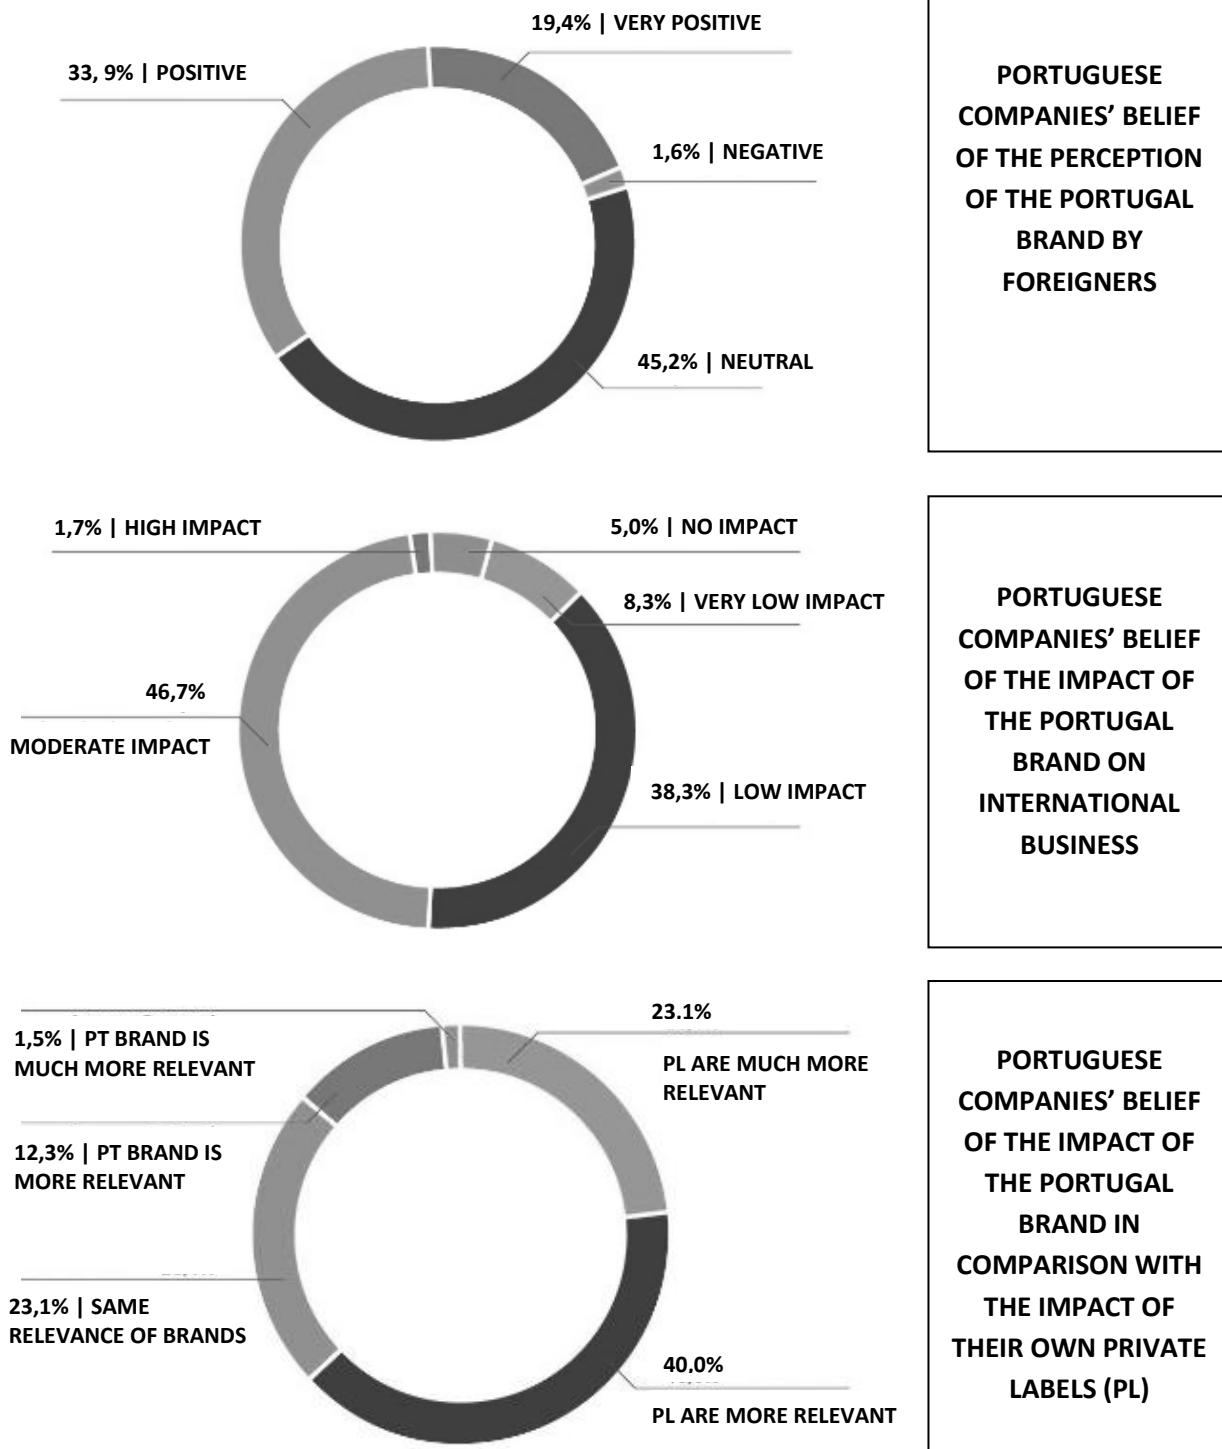 19,4% | VERY POSITIVE
33, 9% | POSITIVE
1,6% | NEGATIVE
45,2% | NEUTRAL
PORTUGUESE
COMPANIES’ BELIEF
OF THE PERCEPTION
OF THE PORTUGAL
BRAND BY
FOREIGNERS
1,7% | HIGH IMPACT
5,0% | NO IMPACT
8,3% | VERY LOW IMPACT
46,7%
MODERATE IMPACT
38,3% | LOW IMPACT
PORTUGUESE
COMPANIES’ BELIEF
OF THE IMPACT OF
THE PORTUGAL
BRAND ON
INTERNATIONAL
BUSINESS
1,5% | PT BRAND IS
MUCH MORE RELEVANT
23.1%
PL ARE MUCH MORE
RELEVANT
12,3% | PT BRAND IS
MORE RELEVANT
23,1% | SAME
RELEVANCE OF BRANDS
40,0%
PL ARE MORE RELEVANT
PORTUGUESE
COMPANIES’ BELIEF
OF THE IMPACT OF
THE PORTUGAL
BRAND IN
COMPARISON WITH
THE IMPACT OF
THEIR OWN PRIVATE
LABELS (PL)